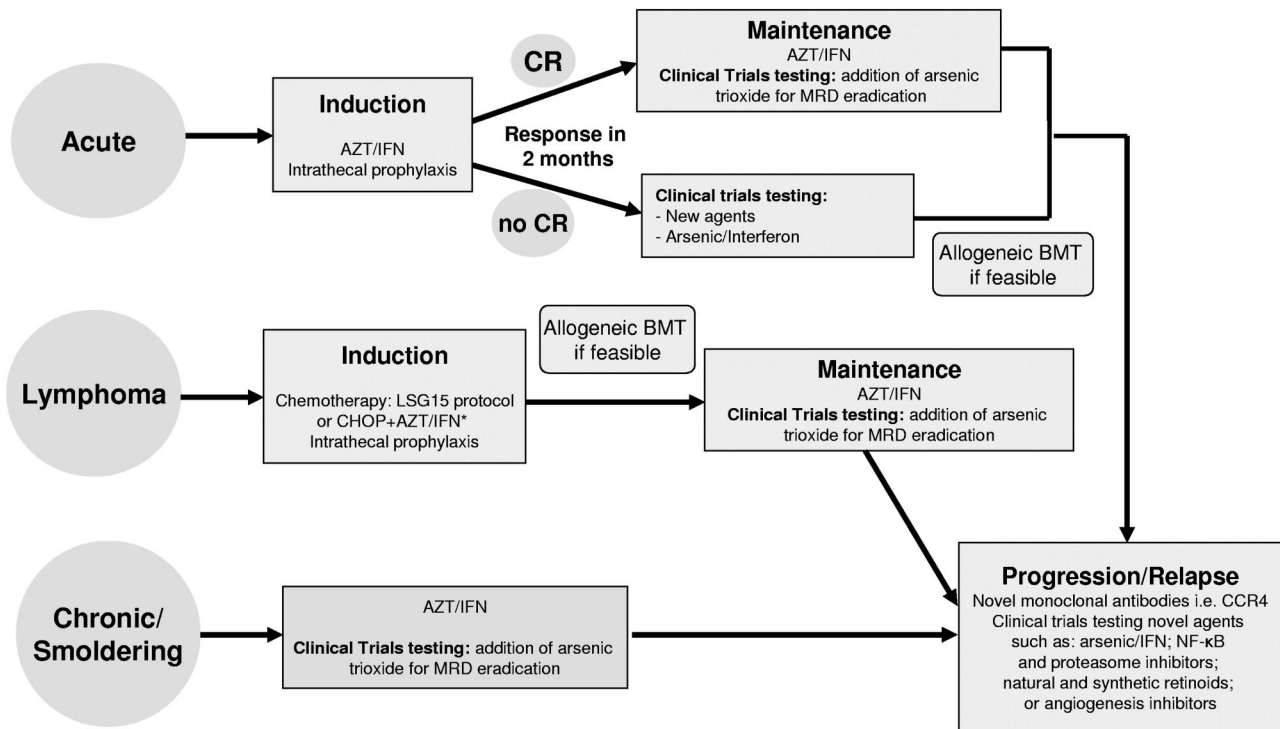 Acute
Induction
AZT/IFN
Intrathecal prophylaxis
CR
Response in
2 months
no CR
Maintenance
AZT/IFN
Clinical Trials testing: addition of arsenic
trioxide for MRD eradication
Clinical trials testing:
- New agents
- Arsenic/Interferon
Allogeneic BMT
if feasible
Lymphoma
Induction
Chemotherapy: LSG15 protocol
or CHOP+AZT/IFN*
Intrathecal prophylaxis
Allogeneic BMT
if feasible
Maintenance
AZT/IFN
Clinical Trials testing: addition of arsenic
trioxide for MRD eradication
Chronic/
Smoldering
AZT/IFN
Clinical Trials testing: addition of arsenic
trioxide for MRD eradication
Progression/Relapse
Novel monoclonal antibodies i.e. CCR4
Clinical trials testing novel agents
such as: arsenic/IFN; NF-κB
and proteasome inhibitors;
natural and synthetic retinoids;
or angiogenesis inhibitors